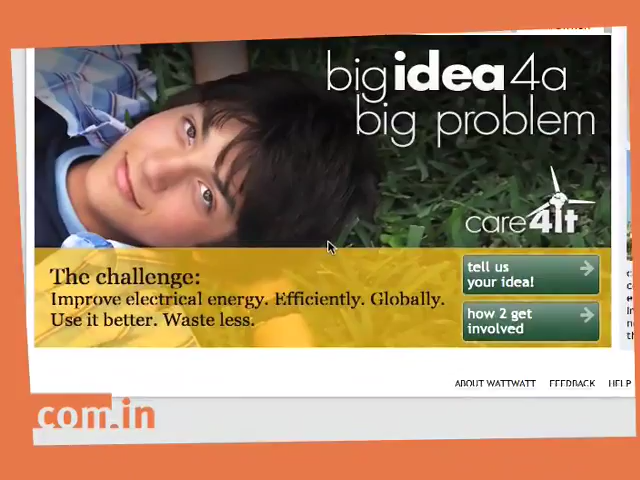 big idea 4a
big problem
care4It
The challenge:
Improve electrical energy. Efficiently. Globally.
Use it better. Waste less.
tell us
your idea!
how 2 get
involved
ABOUT WATTWATT FEEDBACK HELP
com.in